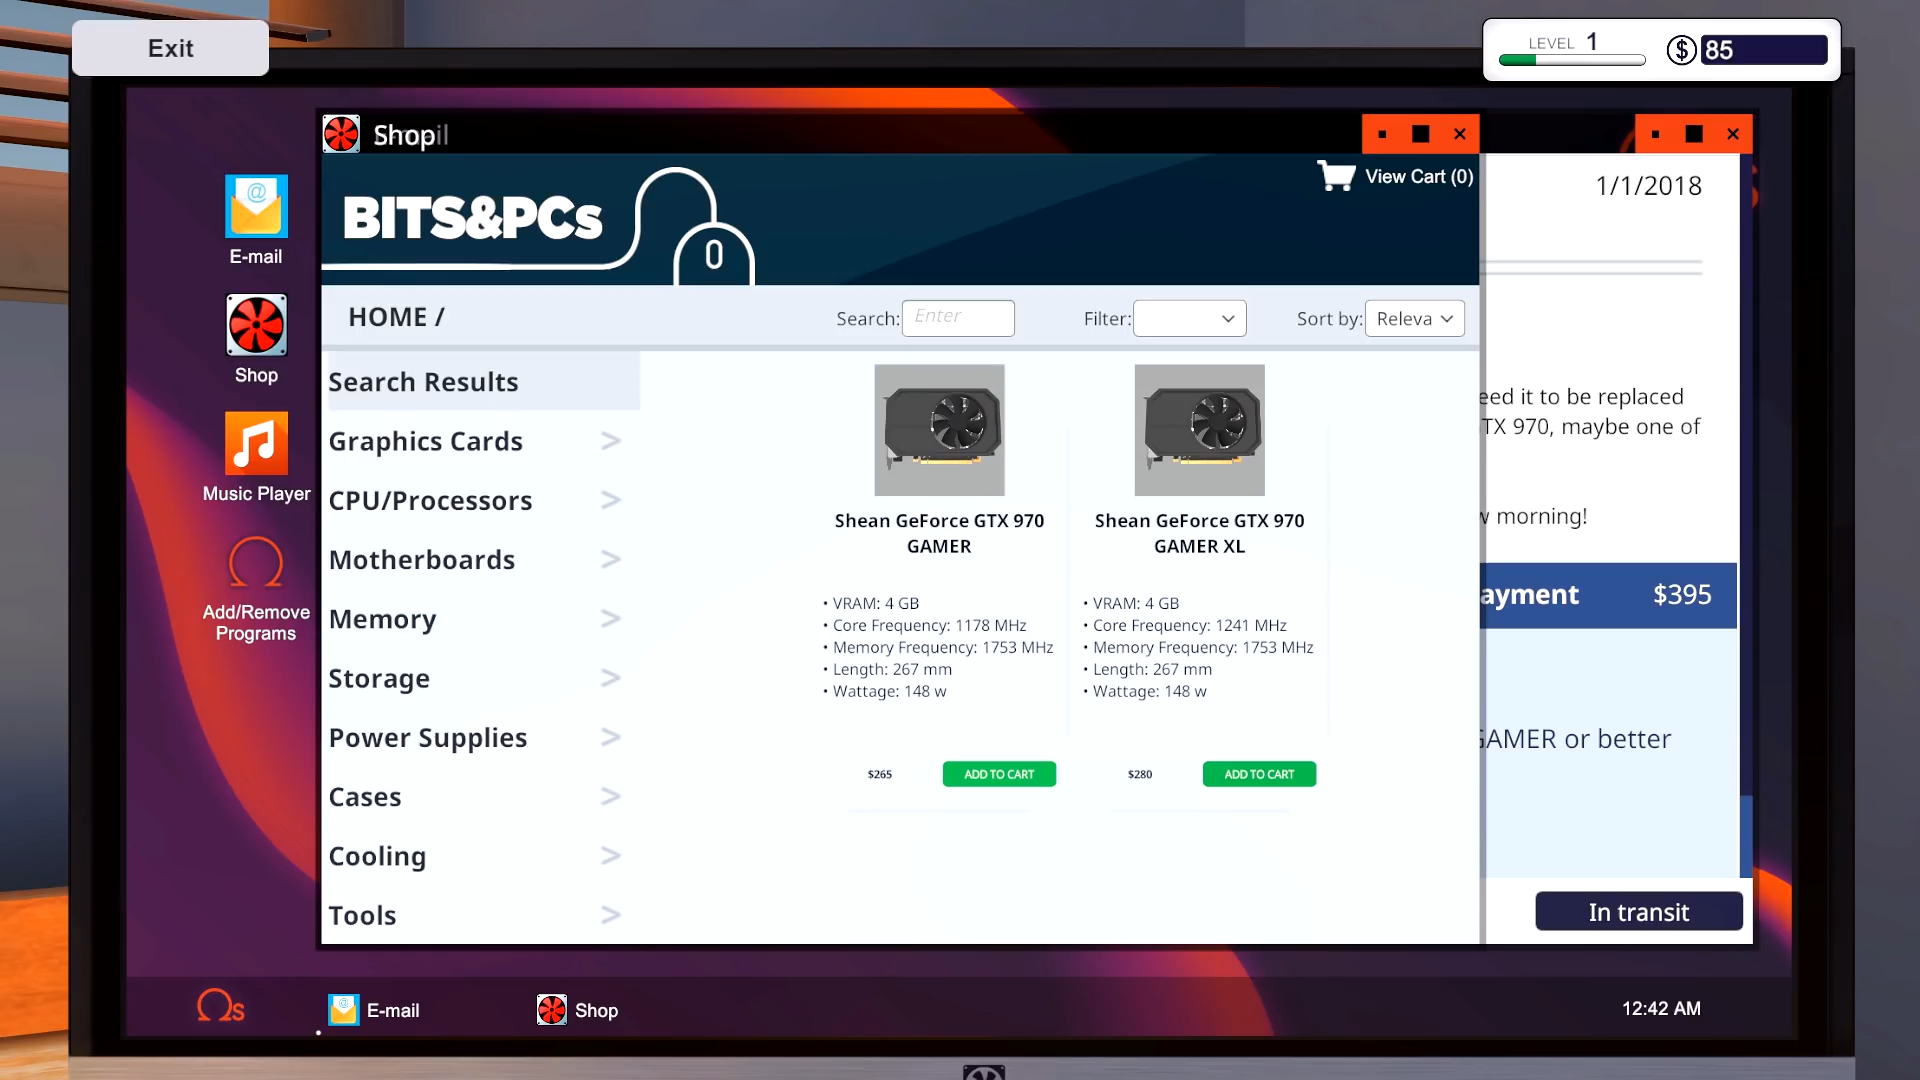 Exit
LEVEL 1
$ 85
Shop
View Cart (0)
BITS&PCs
HOME /
Search: Enter
Filter:
Sort by: Releva
E-mail
Shop
Music Player
Add/Remove
Programs
Search Results
Graphics Cards >
CPU/Processors >
Motherboards >
Memory >
Storage >
Power Supplies >
Cases >
Cooling >
Tools >
Shean GeForce GTX 970
GAMER
• VRAM: 4 GB
• Core Frequency: 1178 MHz
• Memory Frequency: 1753 MHz
• Length: 267 mm
• Wattage: 148 w
$265
ADD TO CART
Shean GeForce GTX 970
GAMER XL
• VRAM: 4 GB
• Core Frequency: 1241 MHz
• Memory Frequency: 1753 MHz
• Length: 267 mm
• Wattage: 148 w
$280
ADD TO CART
1/1/2018
eed it to be replaced
TX 970, maybe one of
morning!
ayment $395
GAMER or better
In transit
Ωs
E-mail
Shop
12:42 AM